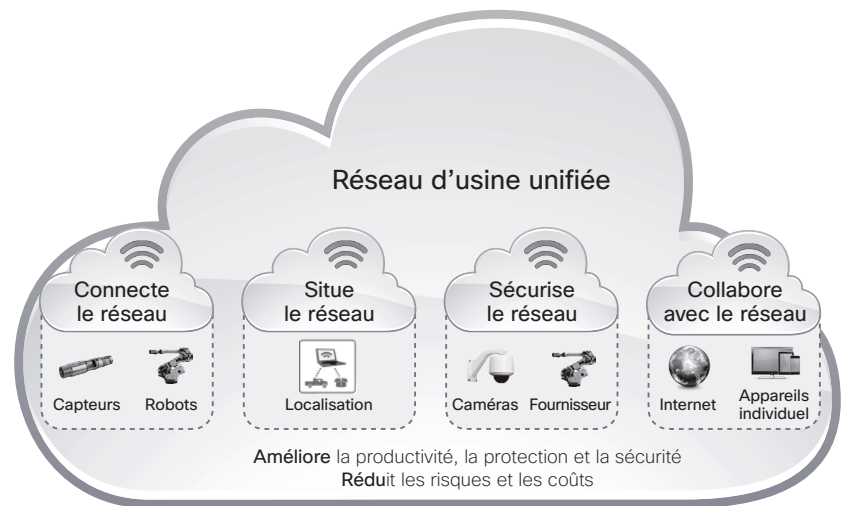 Réseau d'usine unifiée
Connecte
le réseau
Situe
le réseau
Sécurise
le réseau
Collabore
avec le réseau
Capteurs
Robots
Localisation
Caméras
Fournisseur
Internet
Appareils
individuel
Améliore la productivité, la protection et la sécurité
Réduit les risques et les coûts